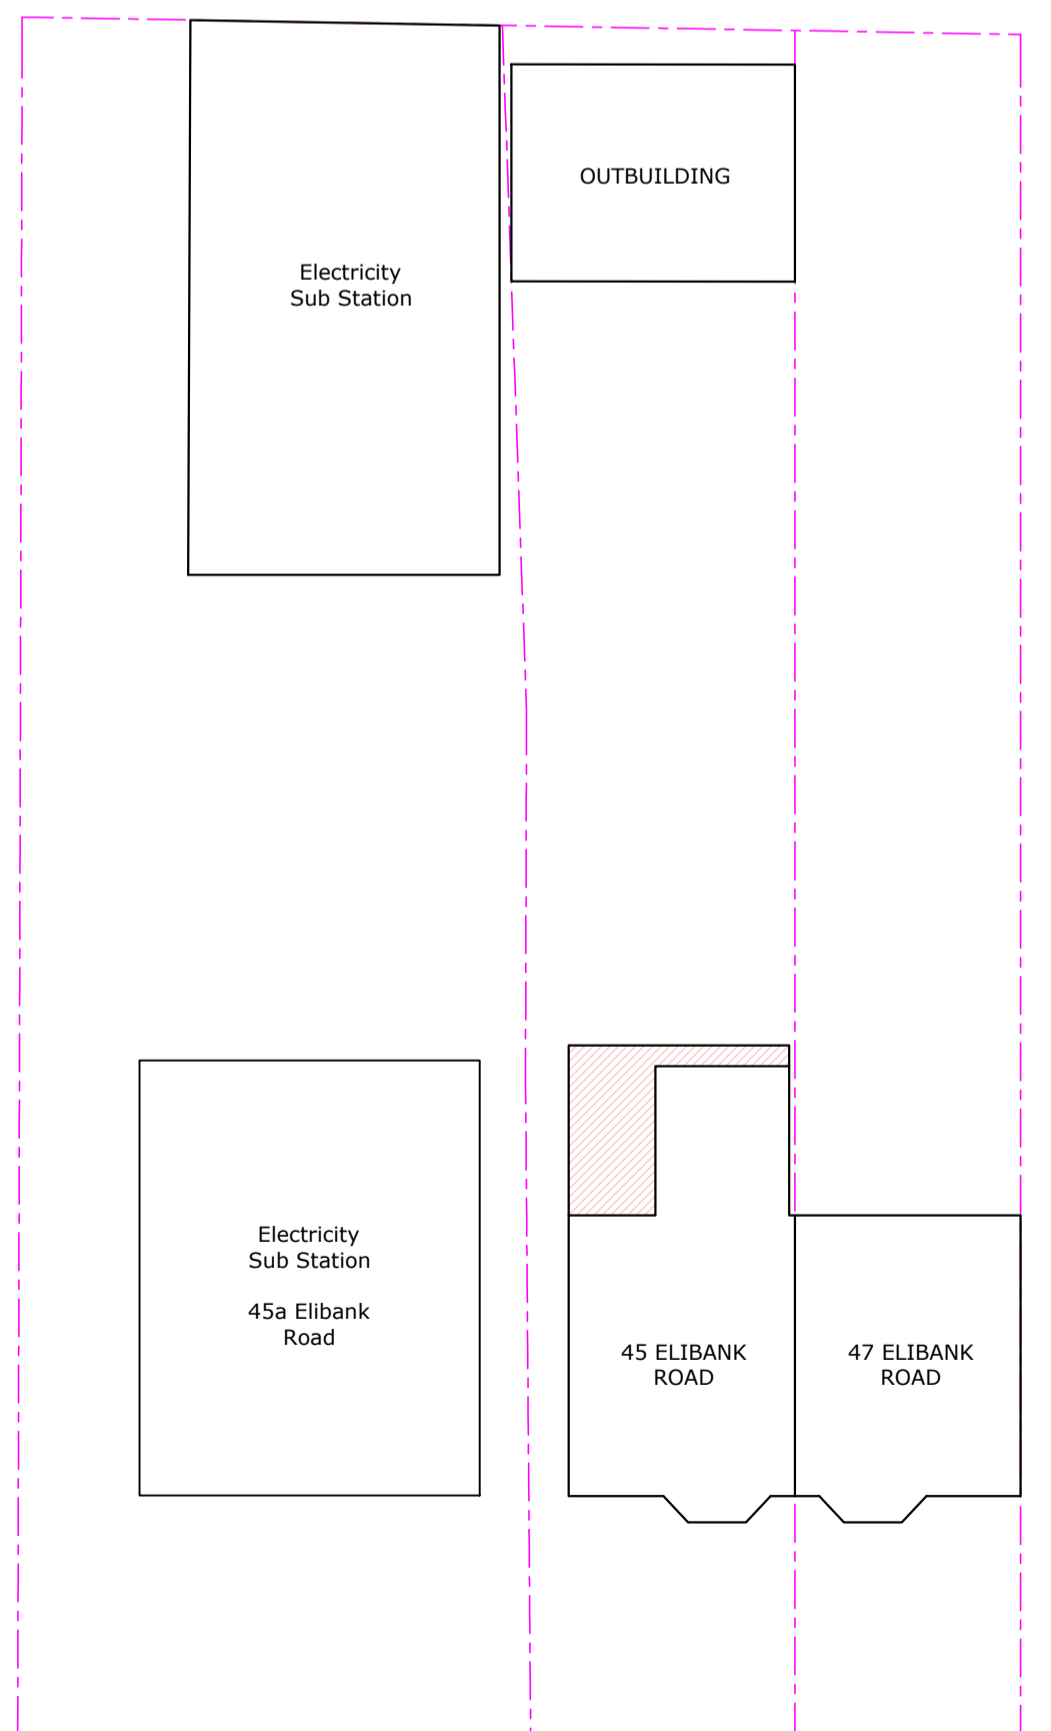 OUTBUILDING
Electricity
Sub Station
Electricity
Sub Station
45a Elibank
Road
45 ELIBANK
ROAD
47 ELIBANK
ROAD